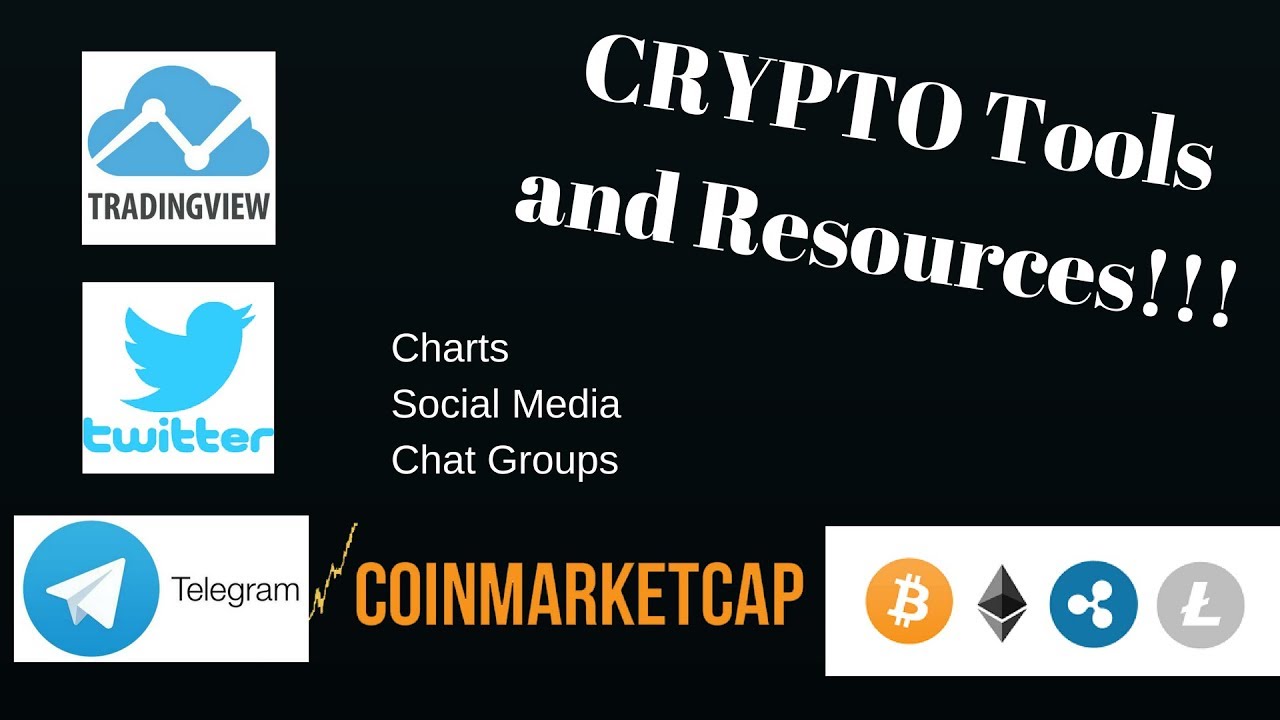 CRYPTO Tools
and Resources!!!
TRADINGVIEW
twitter
Charts
Social Media
Chat Groups
Telegram
COINMARKETCAP